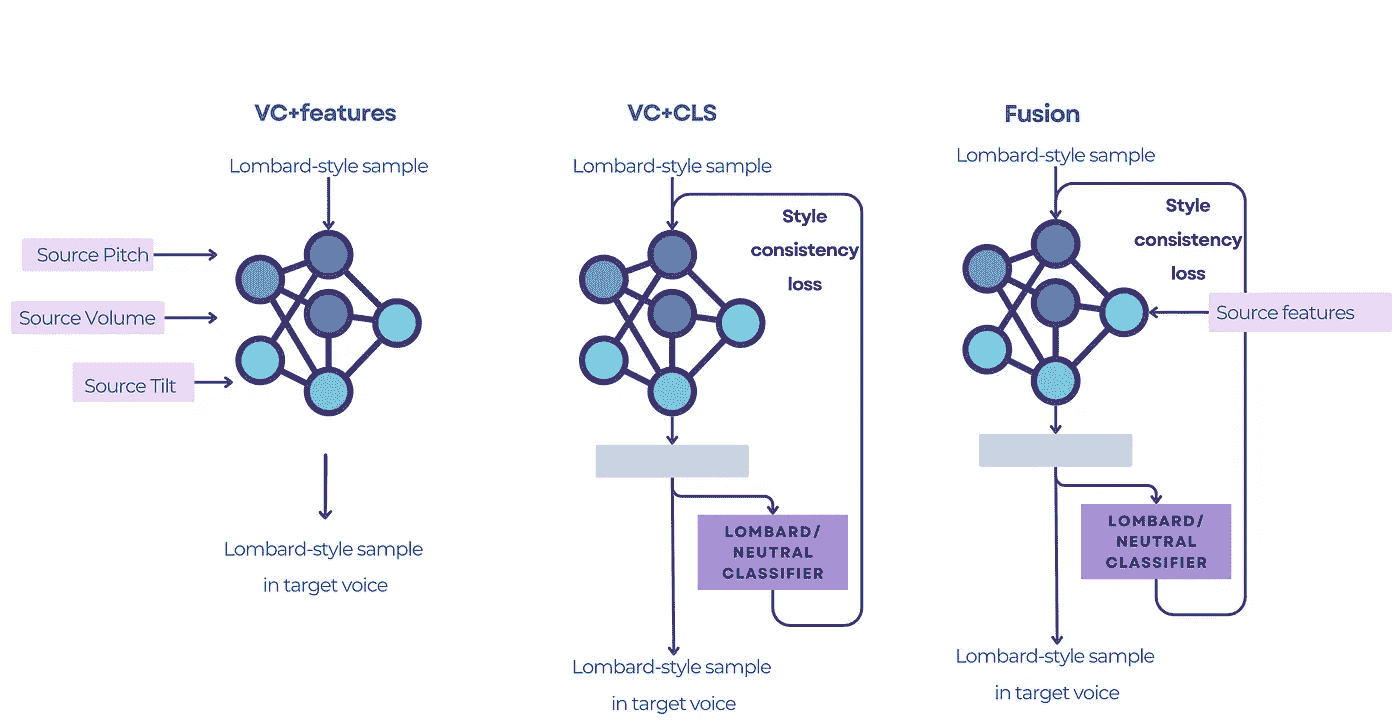 VC+features
Lombard-style sample
Source Pitch
Source Volume
Source Tilt
Lombard-style sample
in target voice
VC+CLS
Lombard-style sample
Style
consistency
loss
LOMBARD/
NEUTRAL
CLASSIFIER
Lombard-style sample
in target voice
Fusion
Lombard-style sample
Style
consistency
loss
Source features
LOMBARD/
NEUTRAL
CLASSIFIER
Lombard-style sample
in target voice